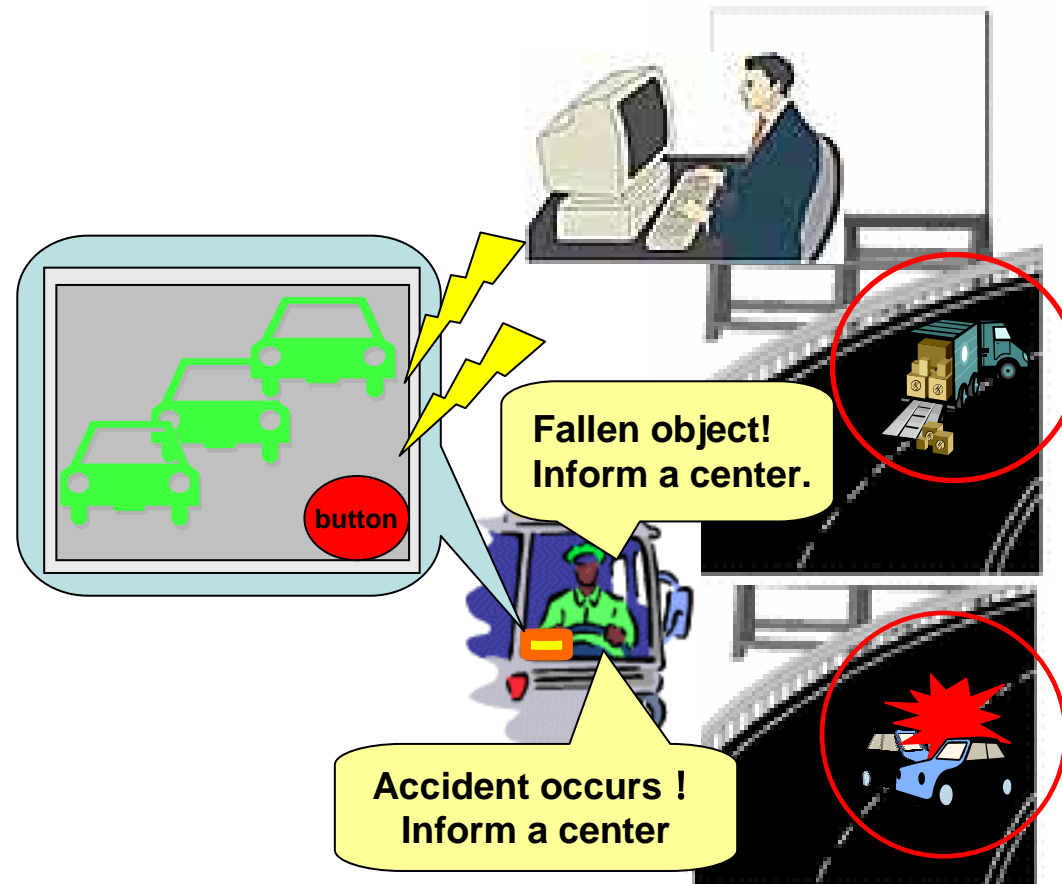 Fallen object!
Inform a center.
button
Accident occurs !
Inform a center